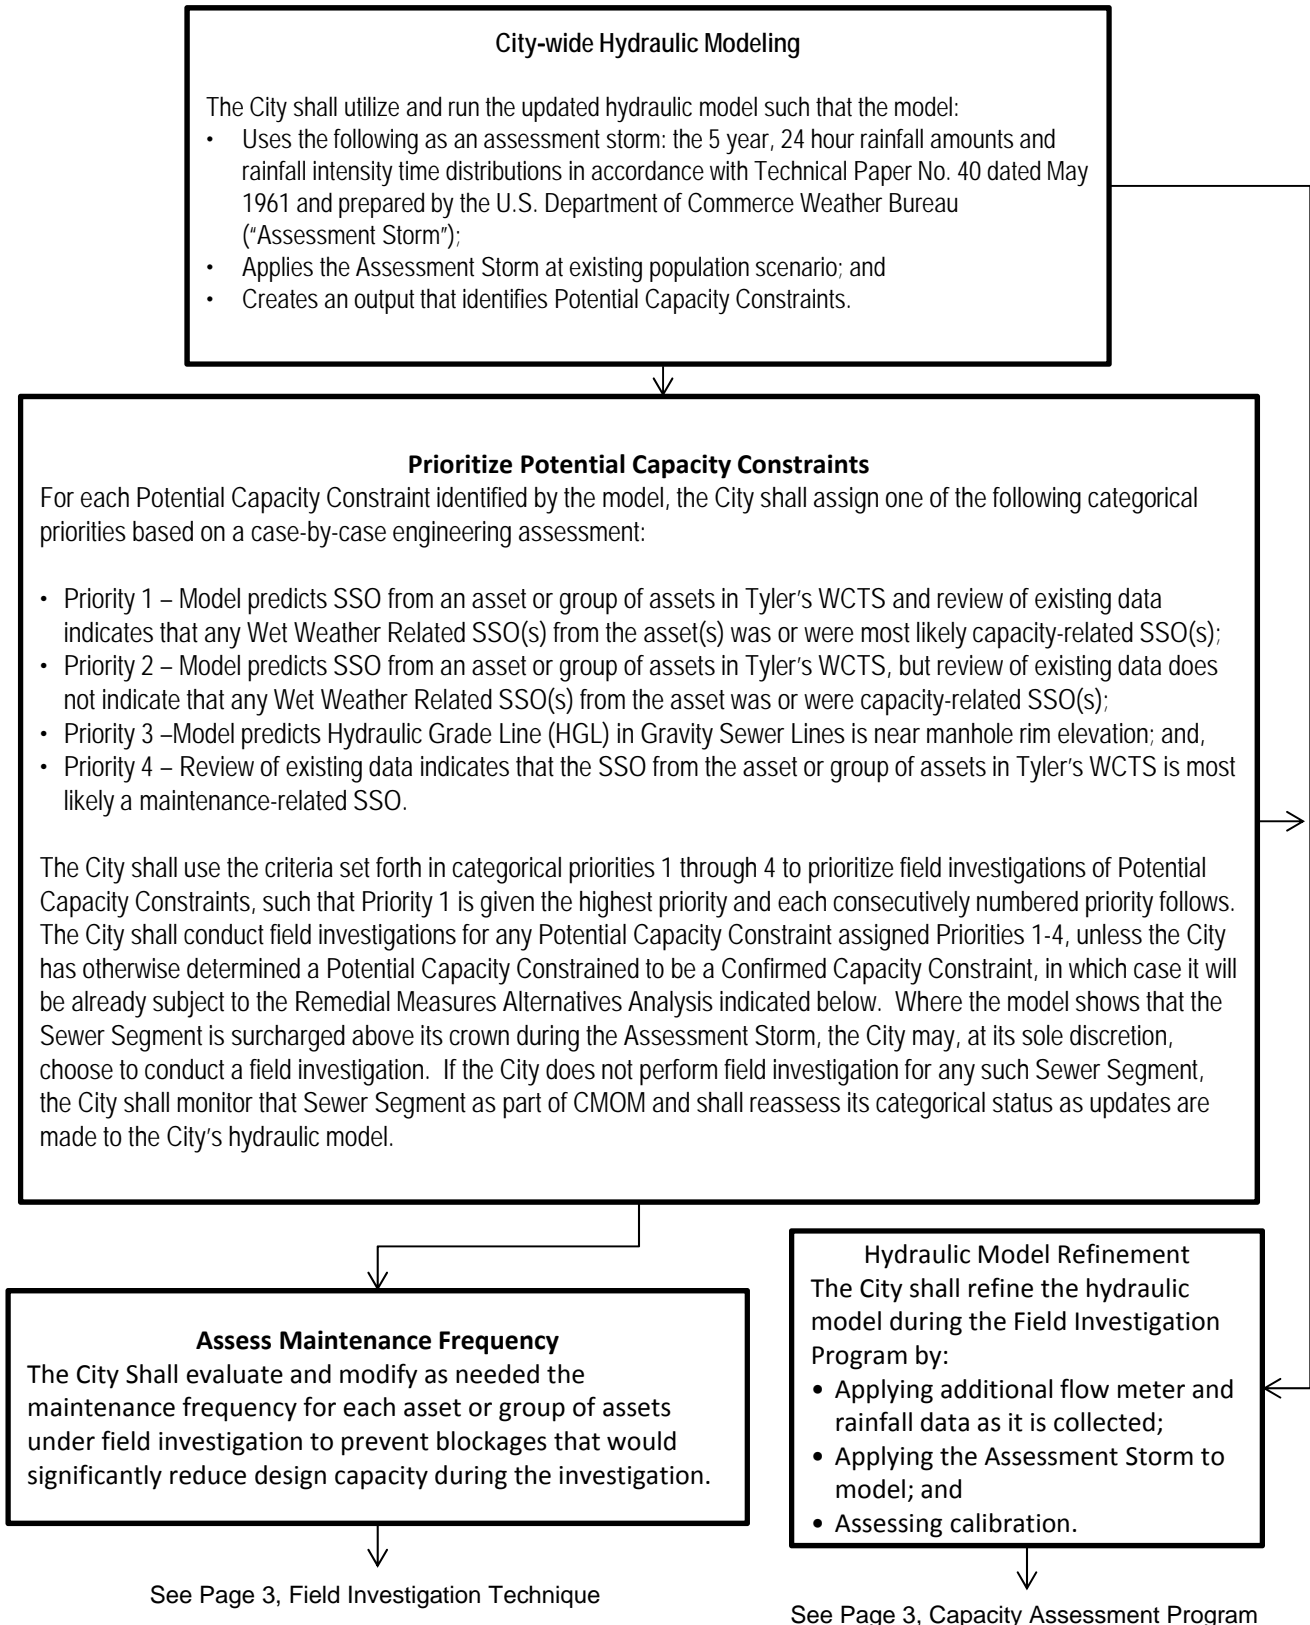 City-wide Hydraulic Modeling
The City shall utilize and run the updated hydraulic model such that the model:
• Uses the following as an assessment storm: the 5 year, 24 hour rainfall amounts and
rainfall intensity time distributions in accordance with Technical Paper No. 40 dated May
1961 and prepared by the U.S. Department of Commerce Weather Bureau
("Assessment Storm");
• Applies the Assessment Storm at existing population scenario; and
• Creates an output that identifies Potential Capacity Constraints.
Prioritize Potential Capacity Constraints
For each Potential Capacity Constraint identified by the model, the City shall assign one of the following categorical
priorities based on a case-by-case engineering assessment:
• Priority 1 – Model predicts SSO from an asset or group of assets in Tyler's WCTS and review of existing data
indicates that any Wet Weather Related SSO(s) from the asset(s) was or were most likely capacity-related SSO(s);
• Priority 2 – Model predicts SSO from an asset or group of assets in Tyler's WCTS, but review of existing data does
not indicate that any Wet Weather Related SSO(s) from the asset was or were capacity-related SSO(s);
• Priority 3 –Model predicts Hydraulic Grade Line (HGL) in Gravity Sewer Lines is near manhole rim elevation; and,
• Priority 4 – Review of existing data indicates that the SSO from the asset or group of assets in Tyler's WCTS is most
likely a maintenance-related SSO.
The City shall use the criteria set forth in categorical priorities 1 through 4 to prioritize field investigations of Potential
Capacity Constraints, such that Priority 1 is given the highest priority and each consecutively numbered priority follows.
The City shall conduct field investigations for any Potential Capacity Constraint assigned Priorities 1-4, unless the City
has otherwise determined a Potential Capacity Constrained to be a Confirmed Capacity Constraint, in which case it will
be already subject to the Remedial Measures Alternatives Analysis indicated below. Where the model shows that the
Sewer Segment is surcharged above its crown during the Assessment Storm, the City may, at its sole discretion,
choose to conduct a field investigation. If the City does not perform field investigation for any such Sewer Segment,
the City shall monitor that Sewer Segment as part of CMOM and shall reassess its categorical status as updates are
made to the City's hydraulic model.
Assess Maintenance Frequency
The City Shall evaluate and modify as needed the
maintenance frequency for each asset or group of assets
under field investigation to prevent blockages that would
significantly reduce design capacity during the investigation.
See Page 3, Field Investigation Technique
Hydraulic Model Refinement
The City shall refine the hydraulic
model during the Field Investigation
Program by:
• Applying additional flow meter and
rainfall data as it is collected;
• Applying the Assessment Storm to
model; and
• Assessing calibration.
See Page 3, Capacity Assessment Program